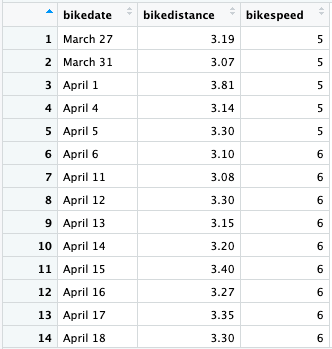 bikedate bikedistance bikespeed
1 March 27 3.19 5
2 March 31 3.07 5
3 April 1 3.81 5
4 April 4 3.14 5
5 April 5 3.30 5
6 April 6 3.10 6
7 April 11 3.08 6
8 April 12 3.30 6
9 April 13 3.15 6
10 April 14 3.20 6
11 April 15 3.40 6
12 April 16 3.27 6
13 April 17 3.35 6
14 April 18 3.30 6